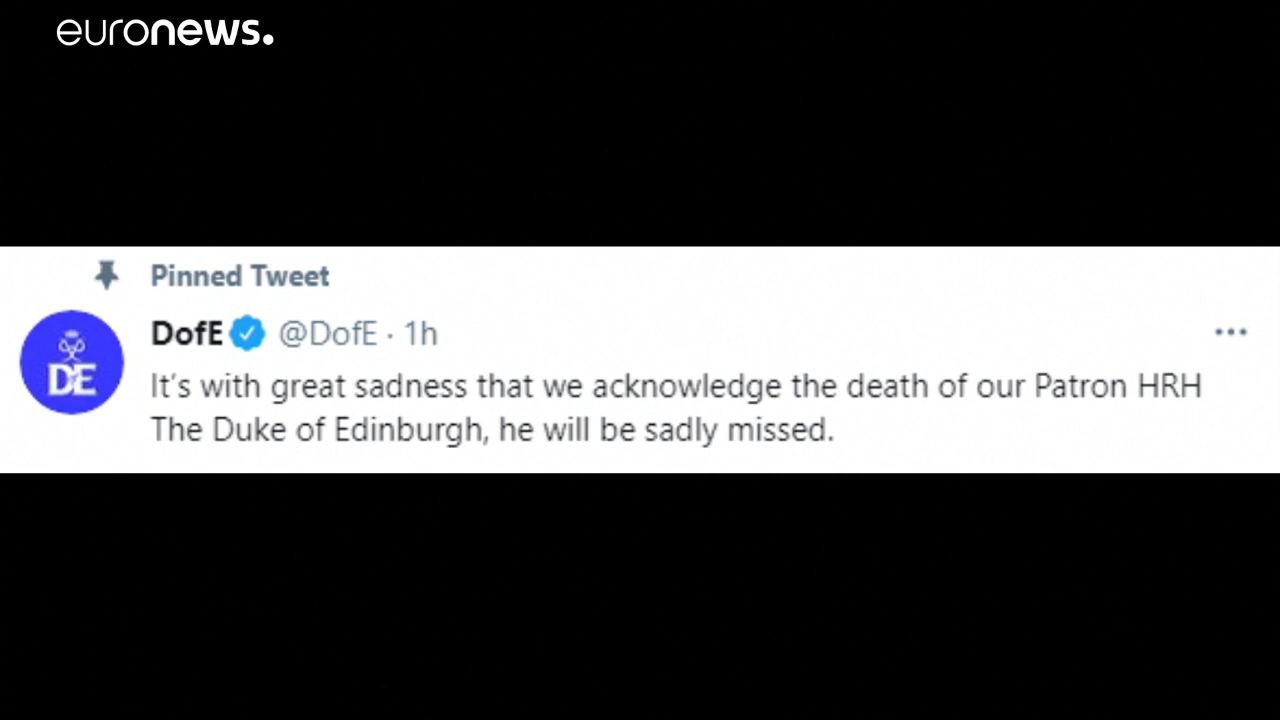 euronews.
Pinned Tweet
DofE @DofE · 1h
DE
It's with great sadness that we acknowledge the death of our Patron HRH
The Duke of Edinburgh, he will be sadly missed.